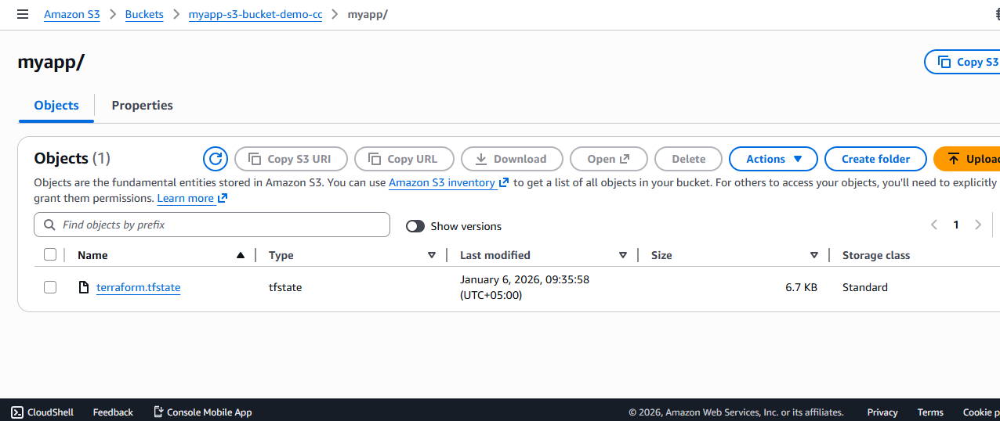 Amazon S3 > Buckets > myapp-s3-bucket-demo-cc > myapp/
myapp/
Copy S3
Objects Properties
Objects (1) Copy S3 URI Copy URL Download Open Delete Actions Create folder Upload
Objects are the fundamental entities stored in Amazon S3. You can use Amazon S3 inventory to get a list of all objects in your bucket. For others to access your objects, you'll need to explicitly
grant them permissions. Learn more
Find objects by prefix Show versions 1
Name Type Last modified Size Storage class
terraform.tfstate tfstate January 6, 2026, 09:35:58 6.7 KB Standard
(UTC+05:00)
CloudShell Feedback Console Mobile App © 2026, Amazon Web Services, Inc. or its affiliates. Privacy Terms Cookie p